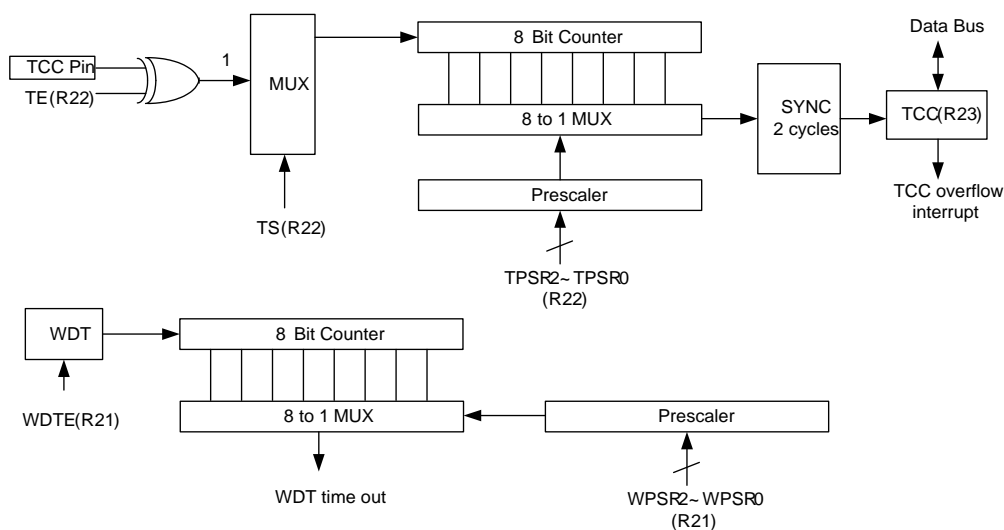 8 Bit Counter
Data Bus
TCC Pin
1
TE(R22)
MUX
SYNC
2 cycles
TCC(R23)
8 to 1 MUX
Prescaler
TCC overflow
interrupt
TS(R22)
TPSR2~TPSR0
(R22)
WDT
8 Bit Counter
WDTE(R21)
8 to 1 MUX
Prescaler
WDT time out
WPSR2~WPSR0
(R21)